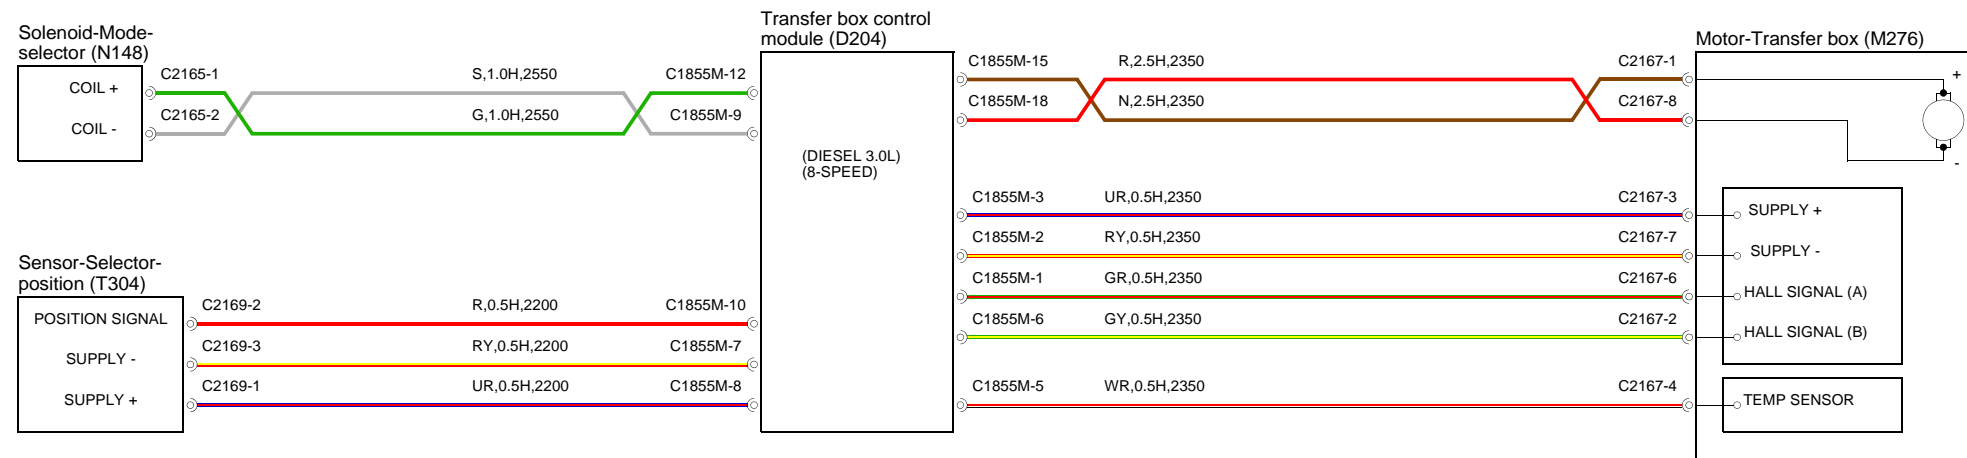 Solenoid-Mode-
selector (N148)
COIL +
COIL -
C2165-1
S,1.0H,2550
C1855M-12
C2165-2
G,1.0H,2550
C1855M-9
Sensor-Selector-
position (T304)
POSITION SIGNAL
SUPPLY -
SUPPLY +
C2169-2
R,0.5H,2200
C1855M-10
C2169-3
RY,0.5H,2200
C1855M-7
C2169-1
UR,0.5H,2200
C1855M-8
Transfer box control
module (D204)
(DIESEL 3.0L)
(8-SPEED)
C1855M-15
R,2.5H,2350
C2167-1
C1855M-18
N,2.5H,2350
C2167-8
C1855M-3
UR,0.5H,2350
C2167-3
C1855M-2
RY,0.5H,2350
C2167-7
C1855M-1
GR,0.5H,2350
C2167-6
C1855M-6
GY,0.5H,2350
C2167-2
C1855M-5
WR,0.5H,2350
C2167-4
Motor-Transfer box (M276)
+
-
SUPPLY +
SUPPLY -
HALL SIGNAL (A)
HALL SIGNAL (B)
TEMP SENSOR